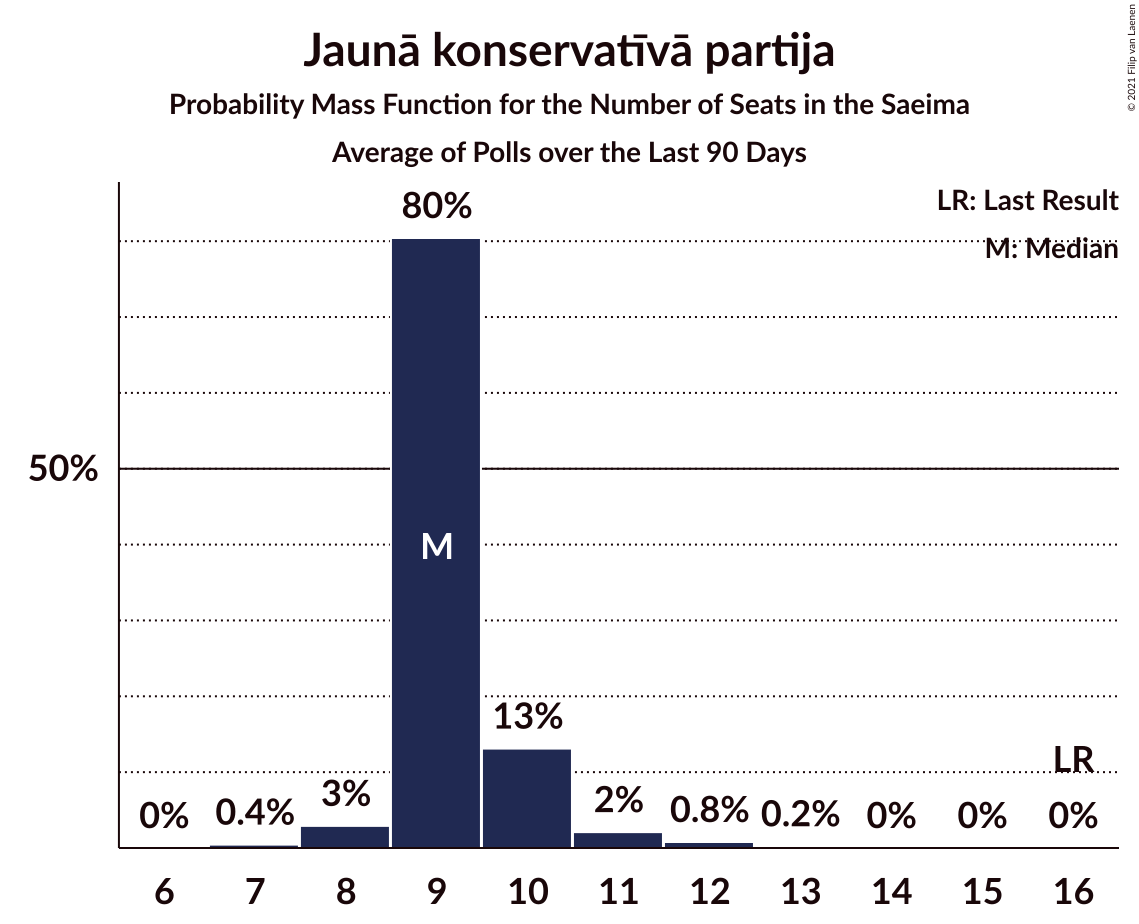 Jaunā konservatīvā partija
Probability Mass Function for the Number of Seats in the Saeima
Average of Polls over the Last 90 Days
© 2021 Filip van Laenen
LR: Last Result
M: Median
80%
50%
M
13%
LR
0% 0.4% 3% 2% 0.8% 0.2% 0% 0% 0%
6 7 8 9 10 11 12 13 14 15 16